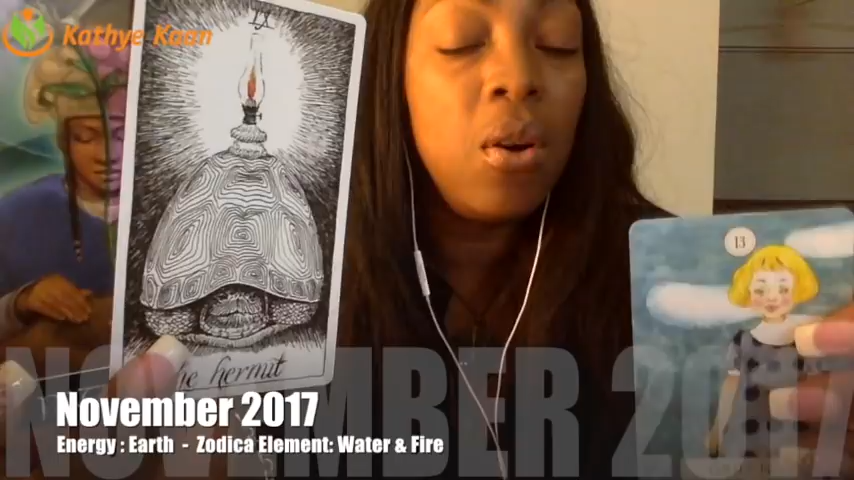 Kathye Kaan
IX
13
the hermit
NOVEMBER 2017
November 2017
Energy : Earth - Zodica Element: Water & Fire